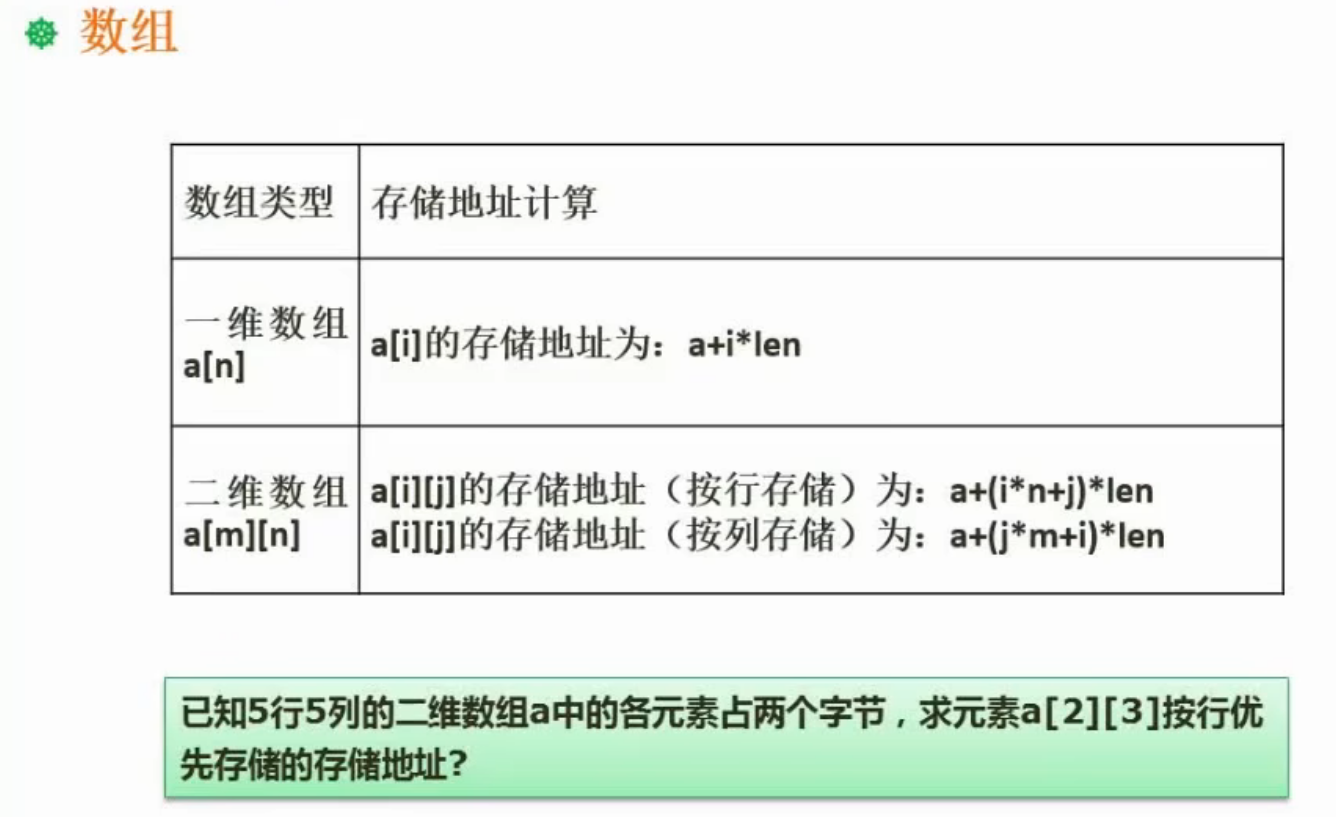 数组
数组类型
存储地址计算
一维数组
a[n]
a[i]的存储地址为：a+i*len
二维数组
a[m][n]
a[i][j]的存储地址（按行存储）为：a+(i*n+j)*len
a[i][j]的存储地址（按列存储）为：a+(j*m+i)*len
已知5行5列的二维数组a中的各元素占两个字节，求元素a[2][3]按行优
先存储的存储地址?